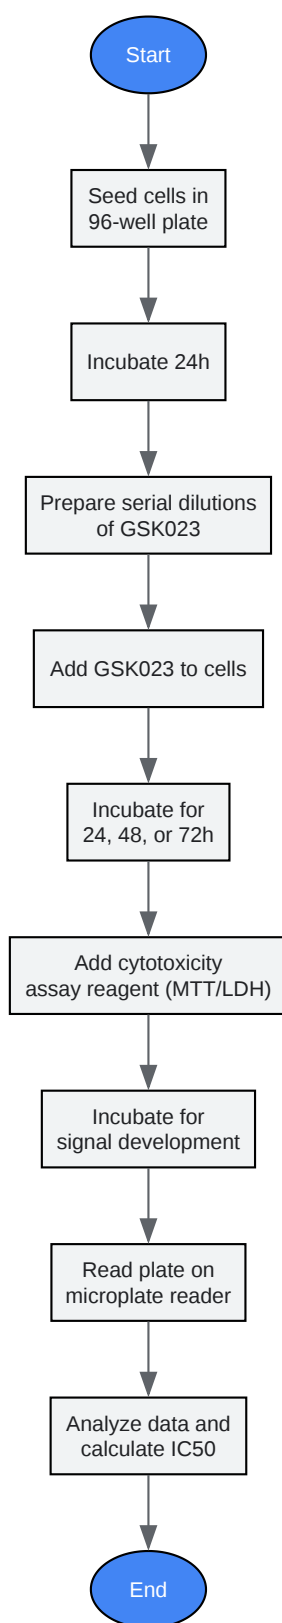 Start
Seed cells in
96-well plate
Incubate 24h
Prepare serial dilutions
of GSK023
Add GSK023 to cells
Incubate for
24, 48, or 72h
Add cytotoxicity
assay reagent (MTT/LDH)
Incubate for
signal development
Read plate on
microplate reader
Analyze data and
calculate IC50
End